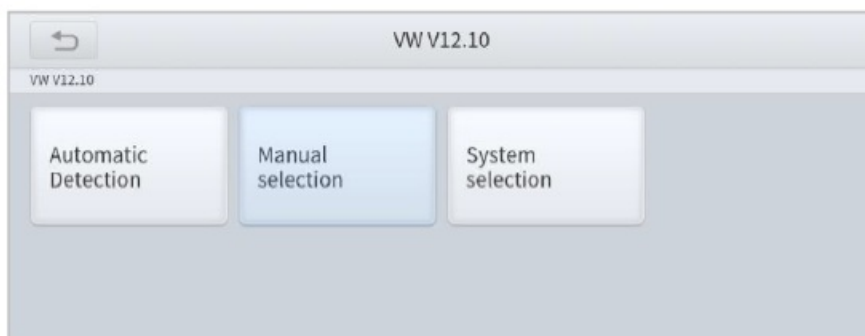 VW V12.10
VW V12.10
Automatic
Detection
Manual
selection
System
selection